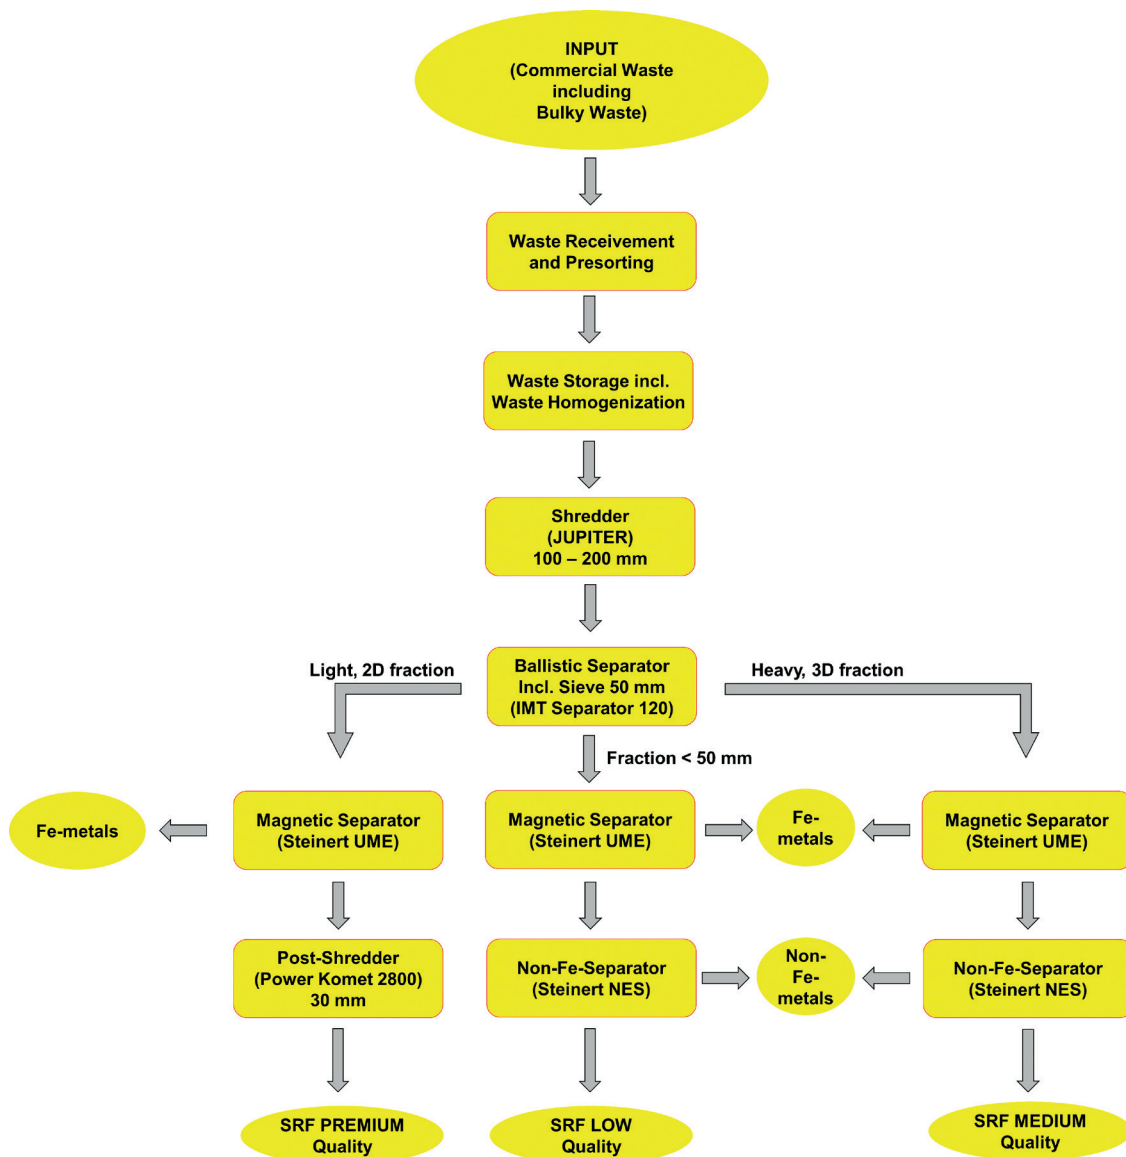 INPUT
(Commercial Waste
including
Bulky Waste)
Waste Receivement
and Presorting
Waste Storage incl.
Waste Homogenization
Shredder
(JUPITER)
100 – 200 mm
Light, 2D fraction
Ballistic Separator
Incl. Sieve 50 mm
(IMT Separator 120)
Heavy, 3D fraction
Fraction < 50 mm
Fe-metals
Magnetic Separator
(Steinert UME)
Magnetic Separator
(Steinert UME)
Fe-
metals
Magnetic Separator
(Steinert UME)
Post-Shredder
(Power Komet 2800)
30 mm
Non-Fe-Separator
(Steinert NES)
Non-
Fe-
metals
Non-Fe-Separator
(Steinert NES)
SRF PREMIUM
Quality
SRF LOW
Quality
SRF MEDIUM
Quality